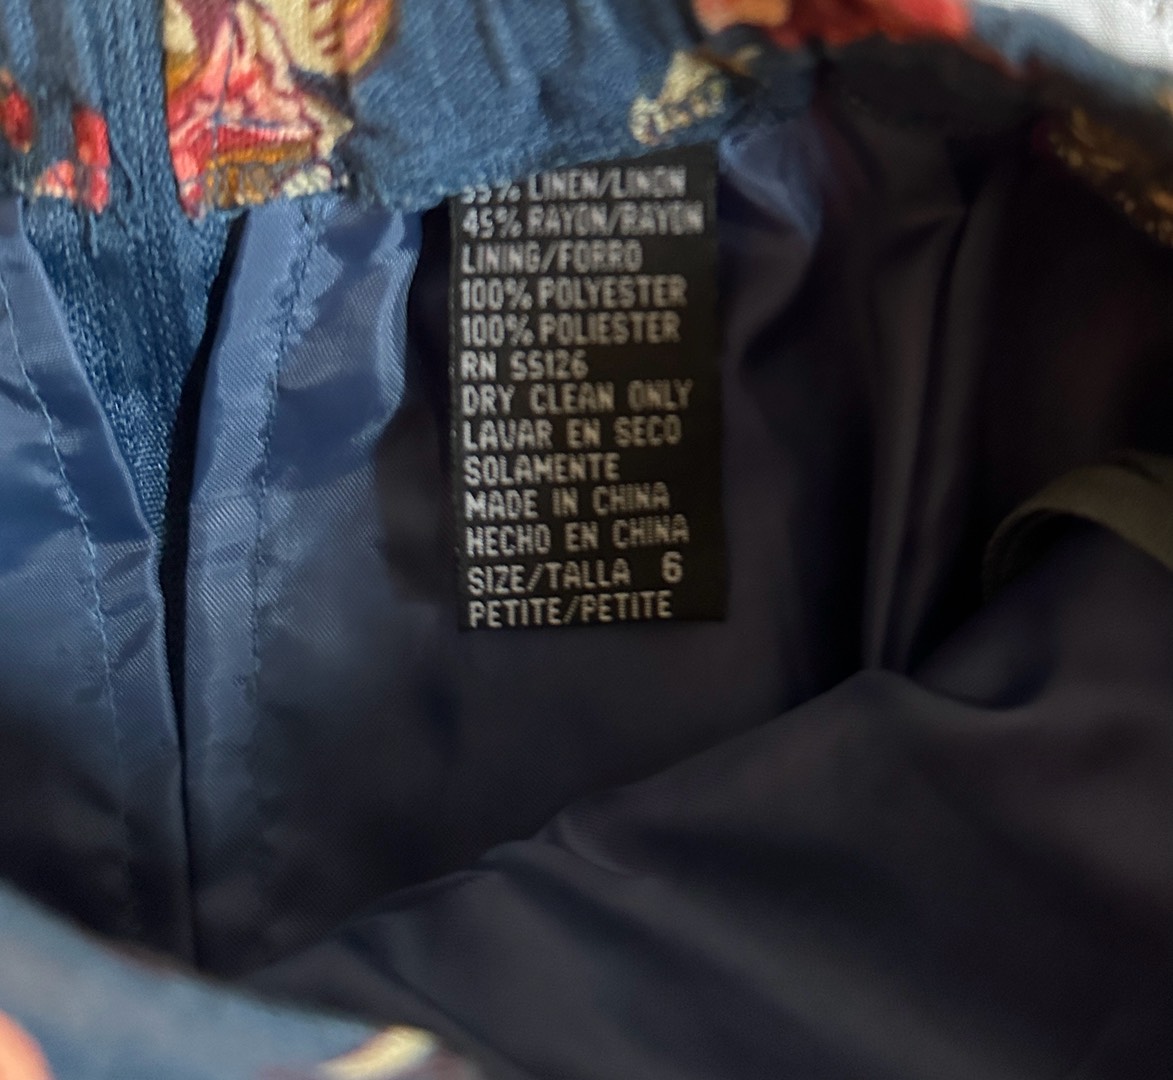 55% LINEN/LINON
45% RAYON/RAYON
LINING/FORRO
100% POLYESTER
100% POLIESTER
RN 55126
DRY CLEAN ONLY
LAVAR EN SECO
SOLAMENTE
MADE IN CHINA
HECHO EN CHINA
SIZE/TALLA 6
PETITE/PETITE